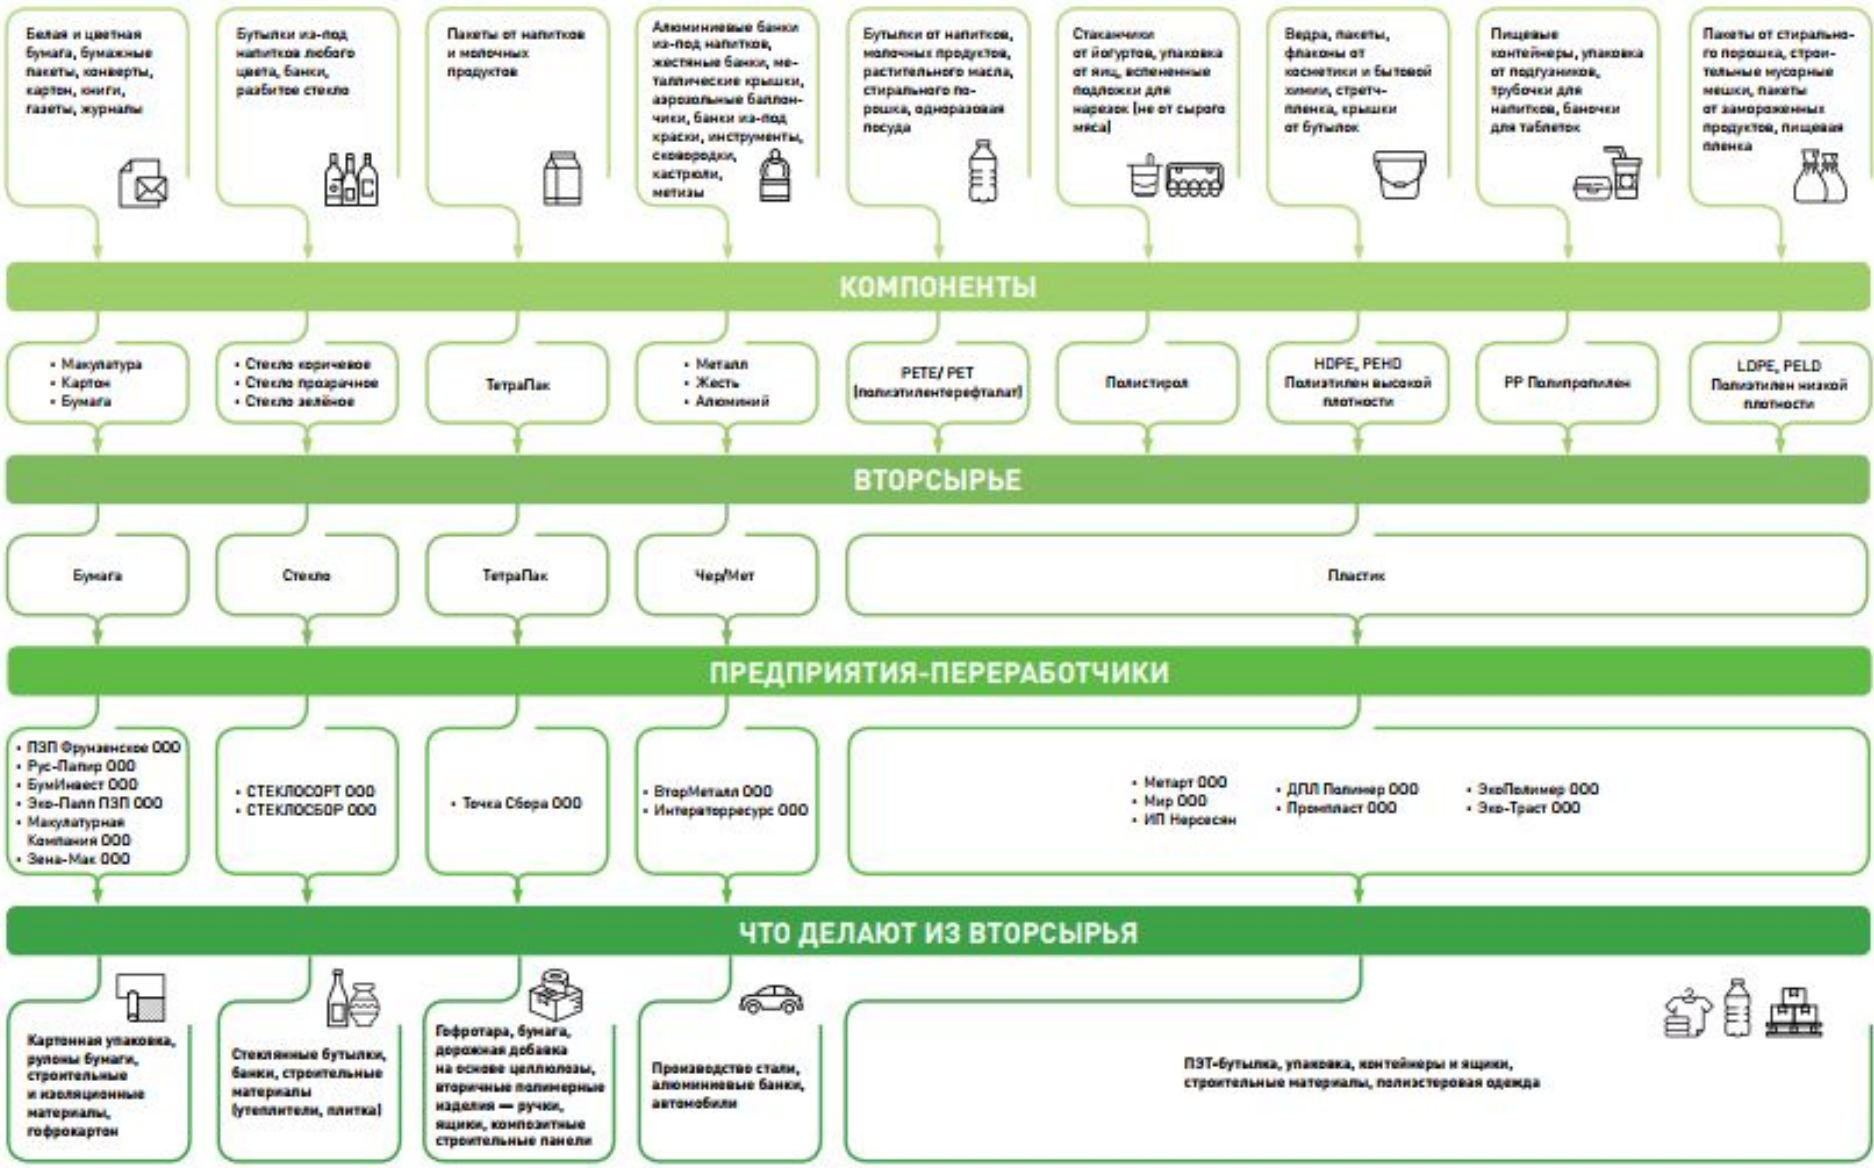 Белая и цветная
бумага, бумажные
пакеты, конверты,
картон, книги,
газеты, журналы
Бутылки из-под
напитков любого
цвета, банки,
разбитое стекло
Пакеты от напитков
и молочных
продуктов
Алюминиевые банки
из-под напитков,
жестяные банки, ме-
таллические крышки,
аэрозольные баллон-
чики, банки из-под
краски, инструменты,
сковородки,
кастрюли,
метизы
Бутылки от напитков,
молочных продуктов,
растительного масла,
стирального по-
рошка, одноразовая
посуда
Стаканчики
от йогуртов, упаковка
от яиц, вспененные
подложки для
нарезок (не от сырого
мяса)
Ведра, пакеты,
флаконы от
косметики и бытовой
химии, стретч-
пленка, крышки
от бутылок
Пищевые
контейнеры, упаковка
от подгузников,
трубочки для
напитков, баночки
для таблеток
Пакеты от стирально-
го порошка, строи-
тельные мусорные
мешки, пакеты
от замороженных
продуктов, пищевая
пленка
КОМПОНЕНТЫ
• Макулатура
• Картон
• Бумага
• Стекло коричневое
• Стекло прозрачное
• Стекло зелёное
ТетраПак
• Металл
• Жесть
• Алюминий
PETE/ PET
(полиэтилентерефталат)
Полистирол
HDPE, PEHD
Полиэтилен высокой
плотности
PP Полипропилен
LDPE, PELD
Полиэтилен низкой
плотности
ВТОРСЫРЬЕ
Бумага
Стекло
ТетраПак
Чер/Мет
Пластик
ПРЕДПРИЯТИЯ-ПЕРЕРАБОТЧИКИ
• ПЗП Фрунзенское ООО
• Рус-Папир ООО
• БумИнвест ООО
• Эко-Папп ПЗП ООО
• Макулатурная
Компания ООО
• Зена-Мак ООО
• СТЕКЛОСОРТ ООО
• СТЕКЛОСБОР ООО
• Точка Сбора ООО
• ВторМеталл ООО
• Интервторресурс ООО
• Метарт ООО
• Мир ООО
• ИП Нерсесян
• ДПЛ Полимер ООО
• Промпласт ООО
• ЭкоПолимер ООО
• Эко-Траст ООО
ЧТО ДЕЛАЮТ ИЗ ВТОРСЫРЬЯ
Картонная упаковка,
рулоны бумаги,
строительные
и изоляционные
материалы,
гофрокартон
Стеклянные бутылки,
банки, строительные
материалы
(утеплители, плитка)
Гофротара, бумага,
дорожная добавка
на основе целлюлозы,
вторичные полимерные
изделия — ручки,
ящики, композитные
строительные панели
Производство стали,
алюминиевые банки,
автомобили
ПЭТ-бутылка, упаковка, контейнеры и ящики,
строительные материалы, полиэстеровая одежда